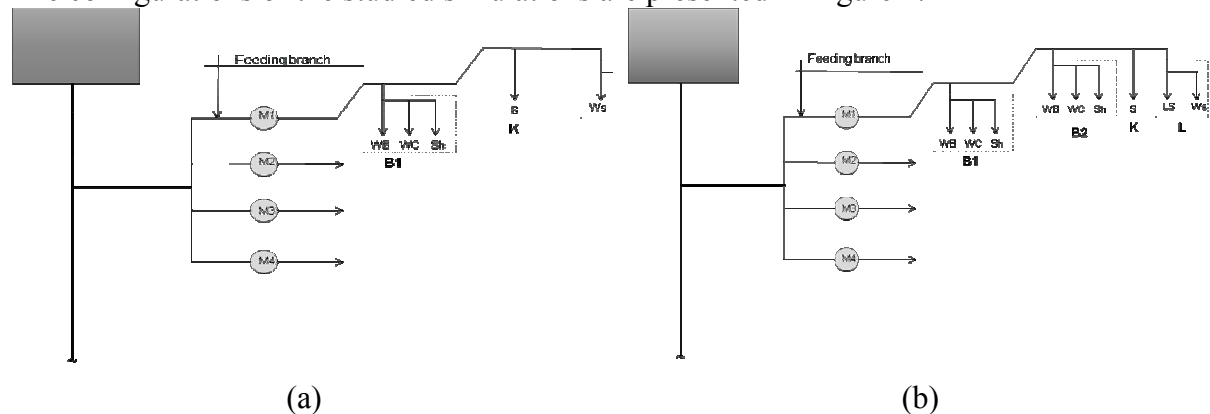 Feeding branch
M1
M2
M3
M4
WB WC Sh
B1
S
K
Ws
Feeding branch
M1
M2
M3
M4
WB WC Sh
B1
WB WC Sh
B2
S
K
LS Ws
L
(a) (b)